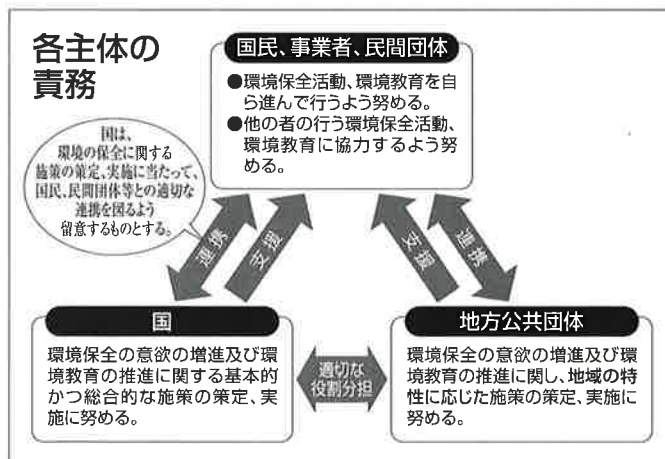 各主体の
責務
国民、事業者、民間団体
●環境保全活動、環境教育を自
ら進んで行うよう努める。
●他の者の行う環境保全活動、
環境教育に協力するよう努
める。
国は、
環境の保全に関する
施策の策定、実施に当たって、
国民、民間団体等との適切な
連携を図るよう
留意するものとする。
連携
支援
支援
連携
国
環境保全の意欲の増進及び環
境教育の推進に関する基本的
かつ総合的な施策の策定、実
施に努める。
適切な
役割分担
地方公共団体
環境保全の意欲の増進及び環
境教育の推進に関し、地域の特
性に応じた施策の策定、実施に
努める。